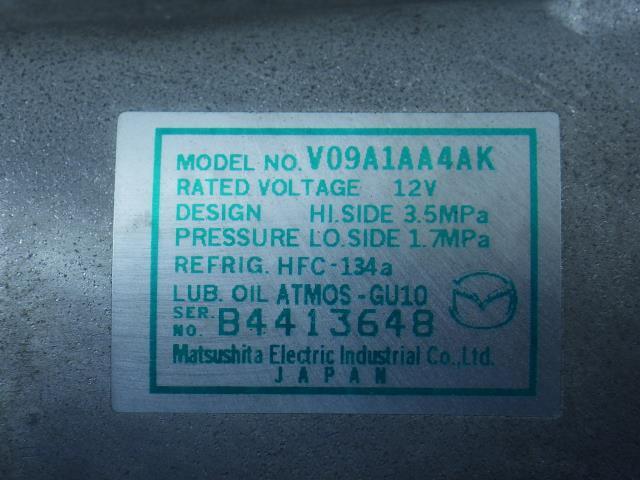 MODEL NO. V09A1AA4AK
RATED VOLTAGE 12V
DESIGN HI.SIDE 3.5MPa
PRESSURE LO.SIDE 1.7MPa
REFRIG. HFC-134a
LUB. OIL ATMOS-GU10
SER. NO. B4413648
Matsushita Electric Industrial Co.,Ltd.
JAPAN